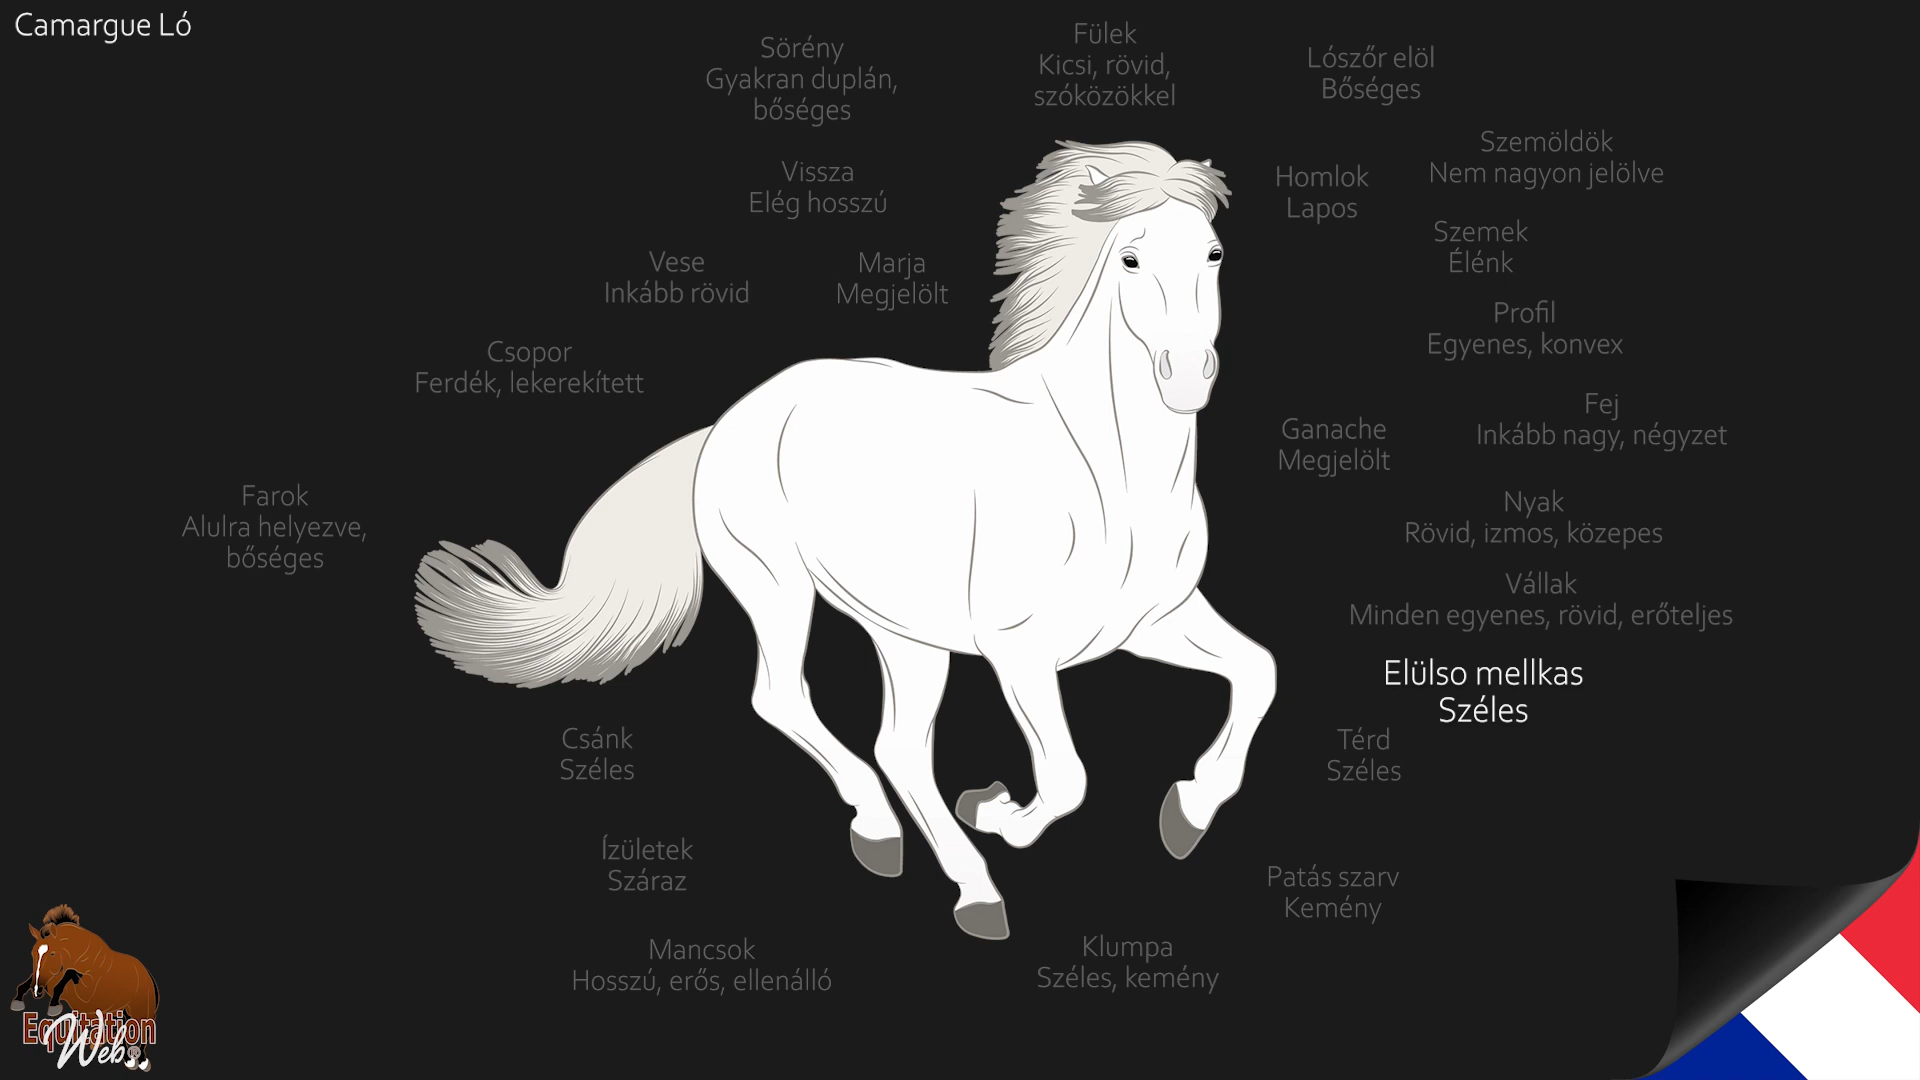 Camargue Ló
Sörény
Gyakran duplán,
bőséges
Fülek
Kicsi, rövid,
szóközökkel
Lószőr elöl
Bőséges
Szemöldök
Nem nagyon jelölve
Vissza
Elég hosszú
Homlok
Lapos
Szemek
Élénk
Vese
Inkább rövid
Marja
Megjelölt
Profil
Egyenes, konvex
Csopor
Ferdék, lekerekített
Fej
Inkább nagy, négyzet
Ganache
Megjelölt
Farok
Alulra helyezve,
bőséges
Nyak
Rövid, izmos, közepes
Vállak
Minden egyenes, rövid, erőteljes
Elülso mellkas
Széles
Csánk
Széles
Térd
Széles
Ízületek
Száraz
Patás szarv
Kemény
Mancsok
Hosszú, erős, ellenálló
Klumpa
Széles, kemény
Equitation
Web